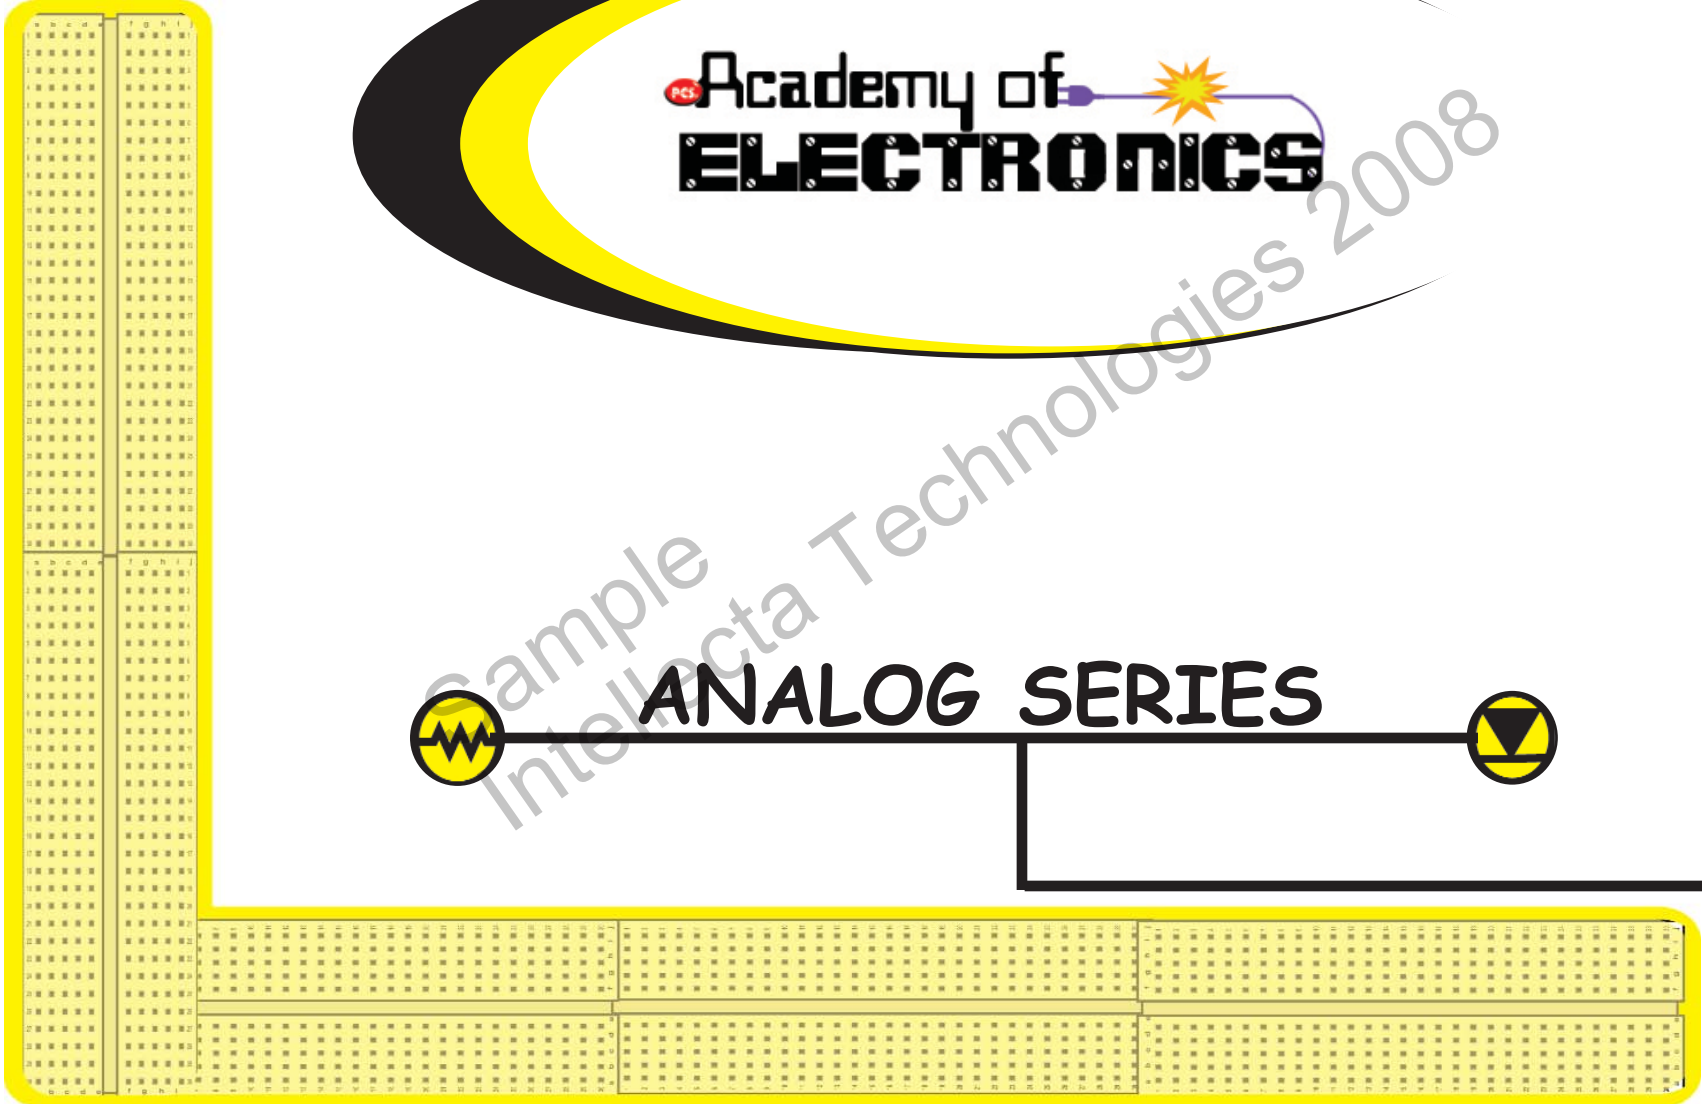 PCS Academy of
ELECTRONICS
Sample
Intellecta Technologies 2008
ANALOG SERIES